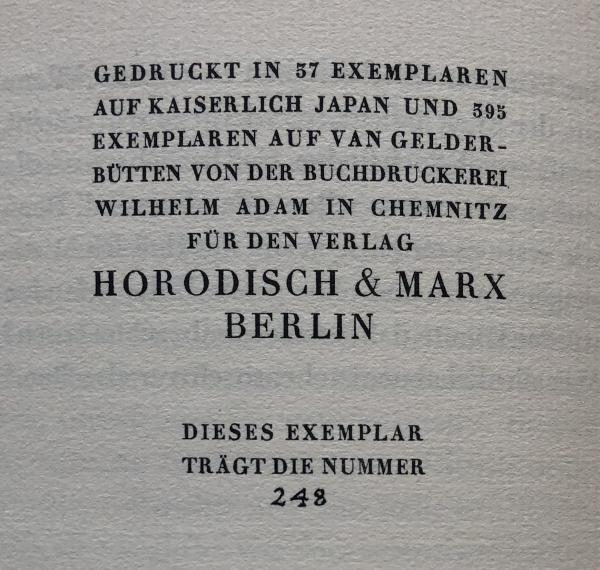 GEDRUCKT IN 37 EXEMPLAREN
AUF KAISERLICH JAPAN UND 395
EXEMPLAREN AUF VAN GELDER-
BÜTTEN VON DER BUCHDRUCKEREI
WILHELM ADAM IN CHEMNITZ
FÜR DEN VERLAG
HORODISCH & MARX
BERLIN
DIESES EXEMPLAR
TRÄGT DIE NUMMER
248